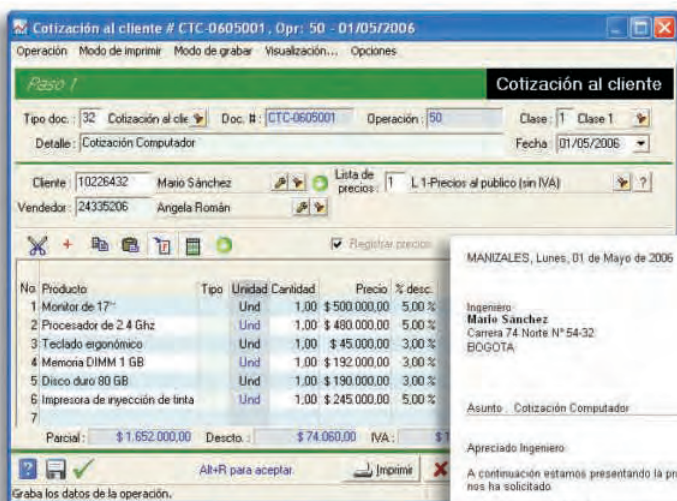 Cotización al cliente # CTC-0605001, Opr: 50 - 01/05/2006
Operación Modo de imprimir Modo de grabar Visualización... Opciones
Paso 1 Cotización al cliente
Tipo doc. : 32 Cotización al clie Doc. # : CTC-0605001 Operación : 50 Clase : 1 Clase 1
Detalle : Cotización Computador Fecha 01/05/2006
Cliente : 10226432 Mario Sánchez Lista de precios : 1 L 1-Precios al publico (sin IVA) ?
Vendedor : 24335206 Angela Román
Registrar precios
No. Producto Tipo Unidad Cantidad Precio % desc.
1 Monitor de 17" Und 1,00 $ 500.000,00 5,00 %
2 Procesador de 2.4 Ghz Und 1,00 $ 480.000,00 5,00 %
3 Teclado ergonómico Und 1,00 $ 45.000,00 3,00 %
4 Memoria DIMM 1 GB Und 1,00 $ 192.000,00 3,00 %
5 Disco duro 80 GB Und 1,00 $ 190.000,00 3,00 %
6 Impresora de inyección de tinta Und 1,00 $ 245.000,00 5,00 %
7
Parcial : $ 1.652.000,00 Descto. : $ 74.060,00 IVA :
? Alt+R para aceptar Imprimir
Graba los datos de la operación.
MANIZALES, Lunes, 01 de Mayo de 2006
Ingeniero
Mario Sánchez
Carrera 74 Norte N° 54-32
BOGOTA
Asunto : Cotización Computador
Apreciado Ingeniero
A continuación estamos presentando la
nos ha solicitado